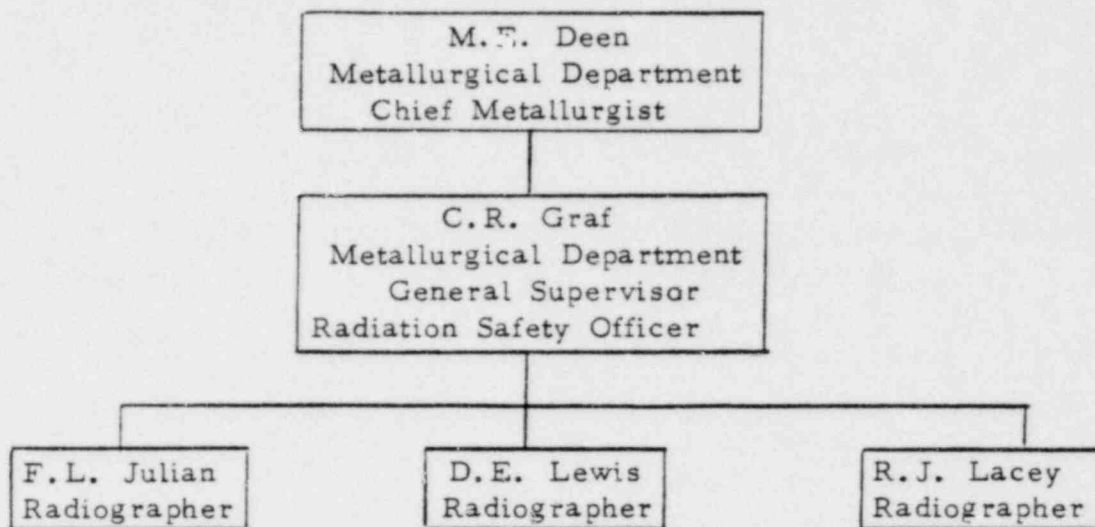 M. E. Deen
Metallurgical Department
Chief Metallurgist
C.R. Graf
Metallurgical Department
General Supervisor
Radiation Safety Officer
F.L. Julian
Radiographer
D.E. Lewis
Radiographer
R.J. Lacey
Radiographer